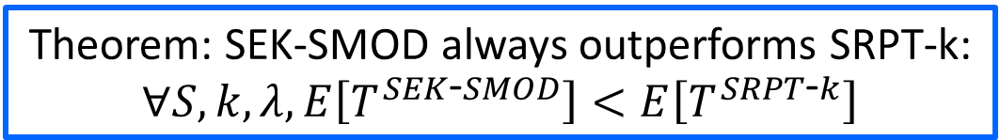 Theorem: SEK-SMOD always outperforms SRPT-k:
∀S, k, λ, E[T^{SEK-SMOD}] < E[T^{SRPT-k}]